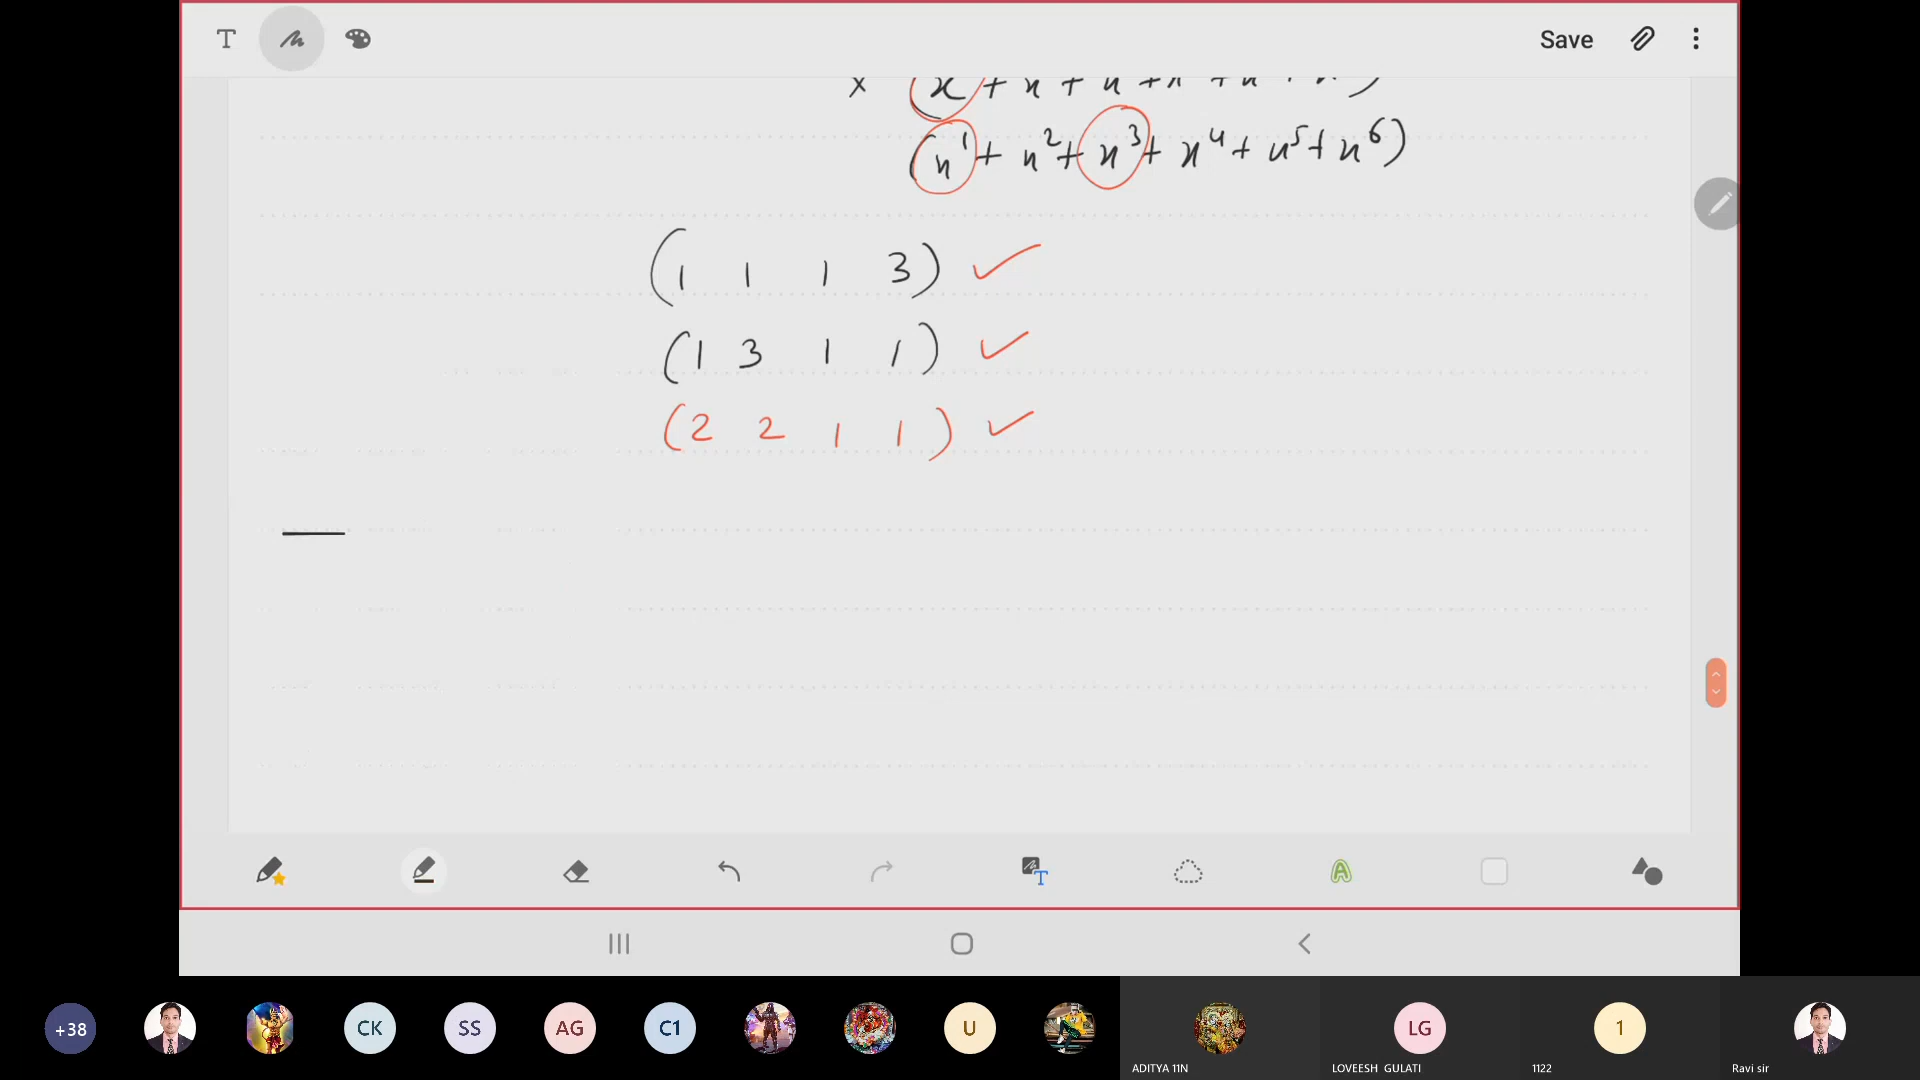 T Save
× (x + x + x + x + x + x )
(x¹ + x² + x³ + x⁴ + x⁵ + x⁶)
(1 1 1 3) ✓
(1 3 1 1) ✓
(2 2 1 1) ✓
+38 CK SS AG C1 U LG 1
ADITYA 11N LOVEESH GULATI 1122 Ravi sir